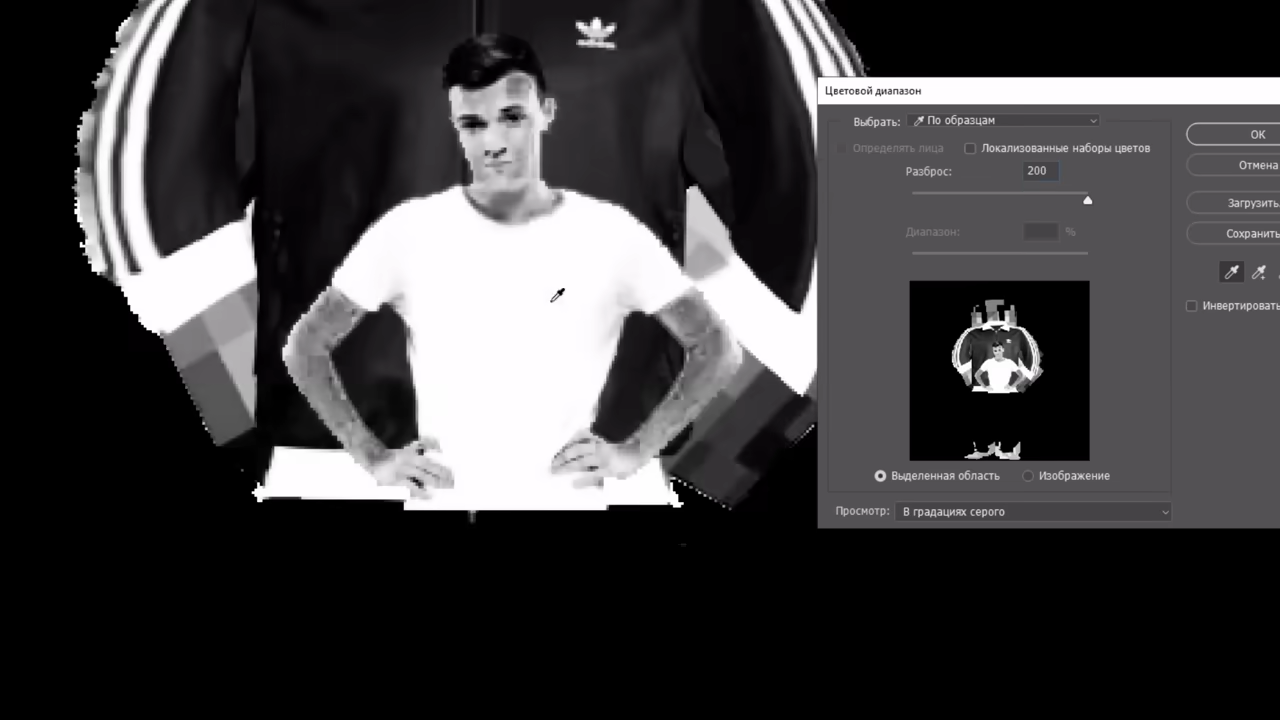 Цветовой диапазон
Выбрать:
По образцам
Определять лица
Локализованные наборы цветов
Разброс:
200
Диапазон:
%
Выделенная область
Изображение
Просмотр:
В градациях серого
ОК
Отмена
Загрузить.
Сохранить
Инвертировать